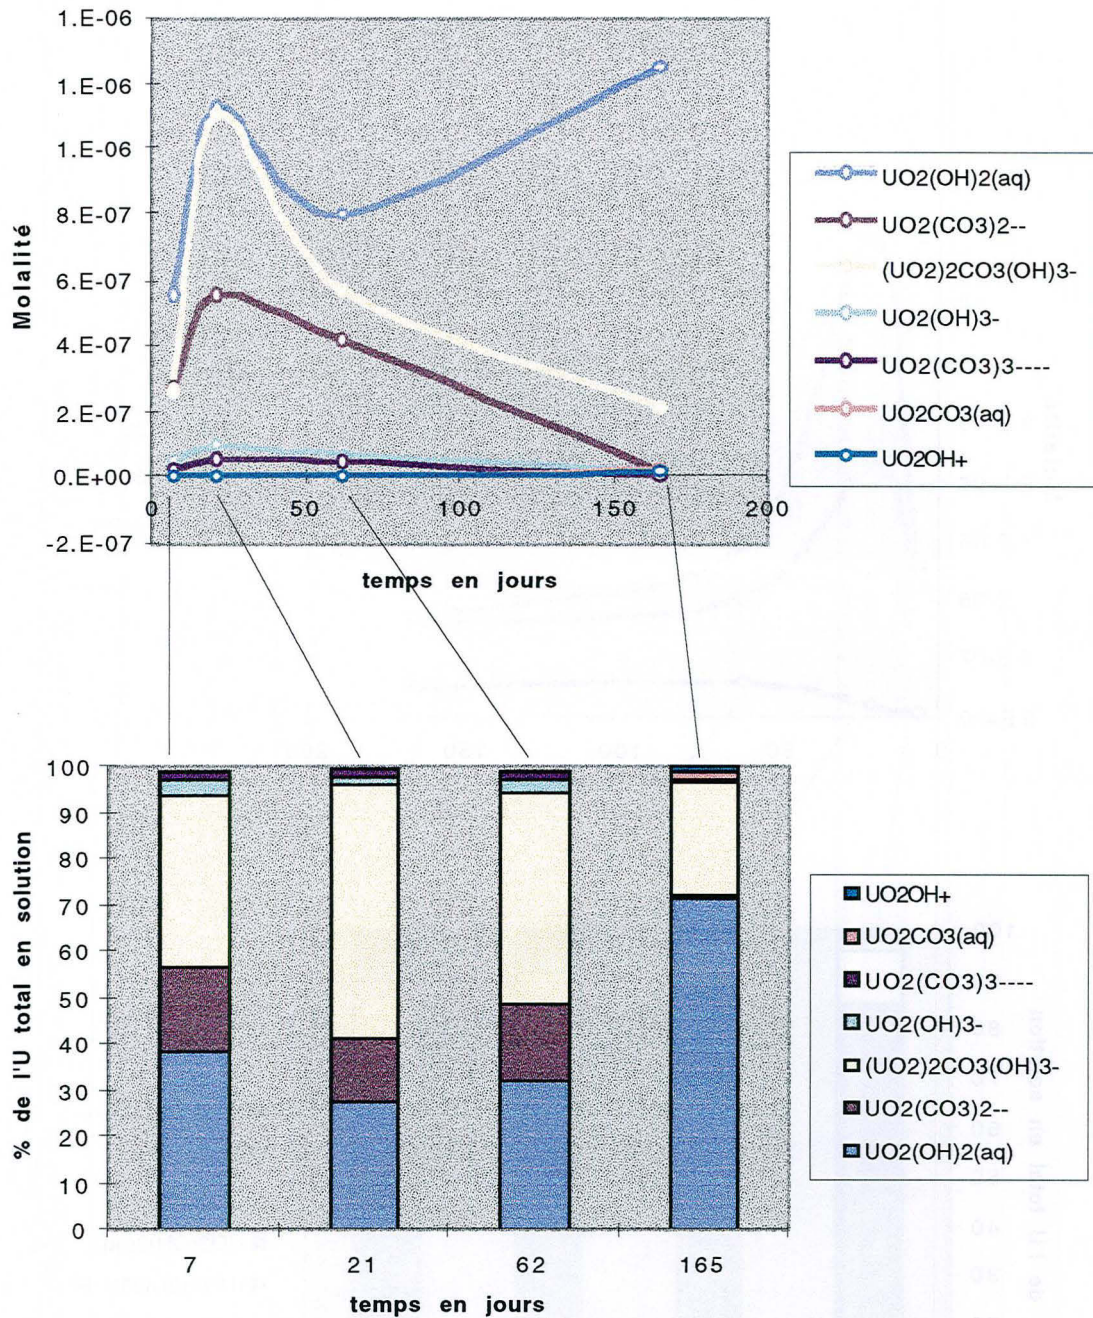 1.E-06
1.E-06
1.E-06
8.E-07
6.E-07
4.E-07
2.E-07
0.E+00
-2.E-07
Molalité
0
50
100
150
200
temps en jours
UO2(OH)2(aq)
UO2(CO3)2--
(UO2)2CO3(OH)3-
UO2(OH)3-
UO2(CO3)3----
UO2CO3(aq)
UO2OH+
100
90
80
70
60
50
40
30
20
10
0
% de l'U total en solution
7
21
62
165
temps en jours
UO2OH+
UO2CO3(aq)
UO2(CO3)3----
UO2(OH)3-
(UO2)2CO3(OH)3-
UO2(CO3)2--
UO2(OH)2(aq)